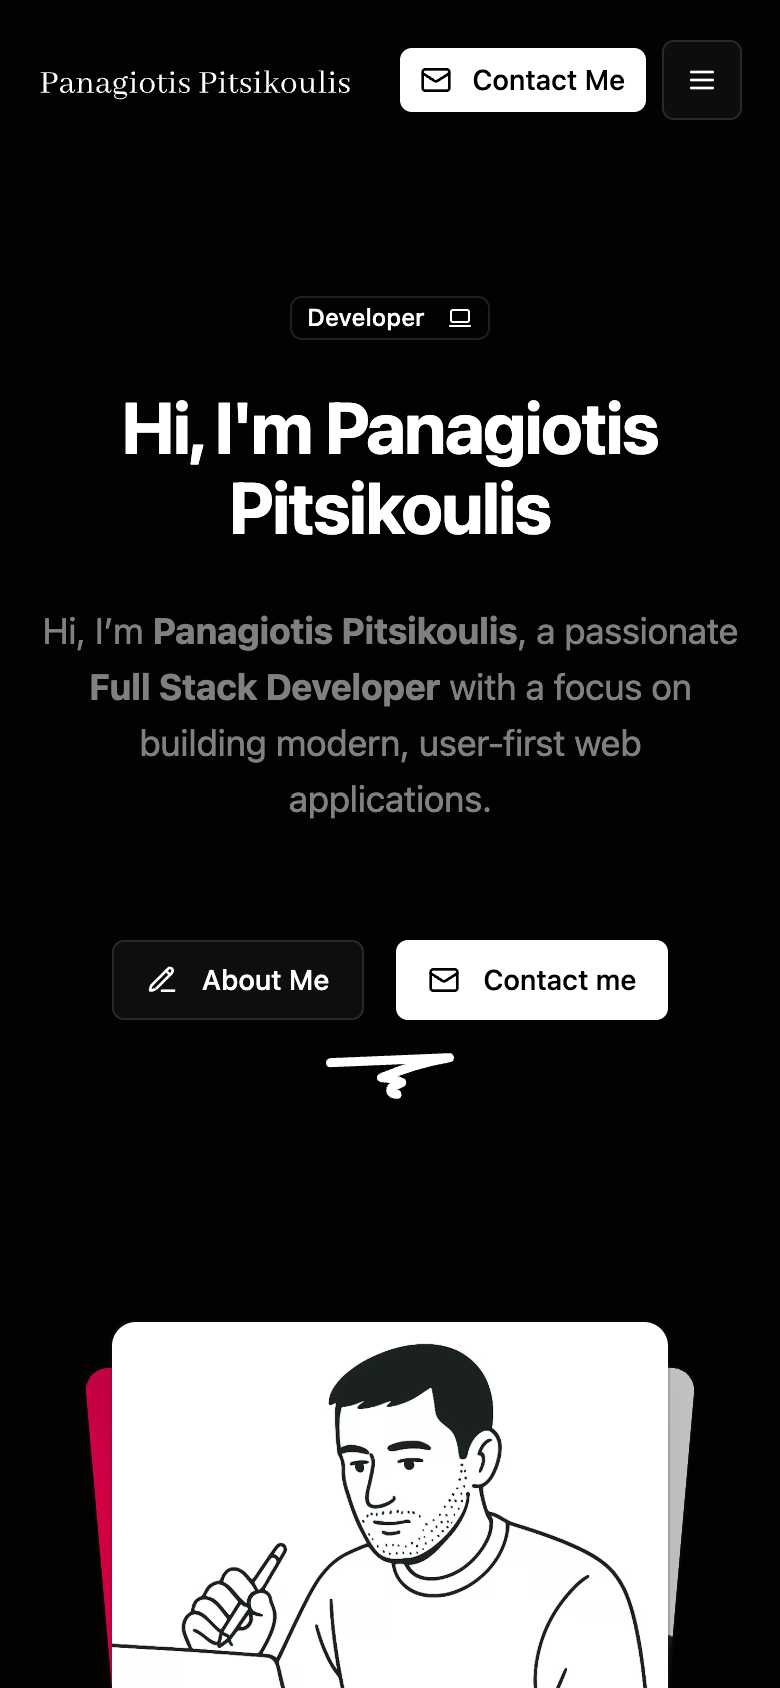 Panagiotis Pitsikoulis
Contact Me
Developer
Hi, I'm Panagiotis
Pitsikoulis
Hi, I’m Panagiotis Pitsikoulis, a passionate
Full Stack Developer with a focus on
building modern, user-first web
applications.
About Me
Contact me